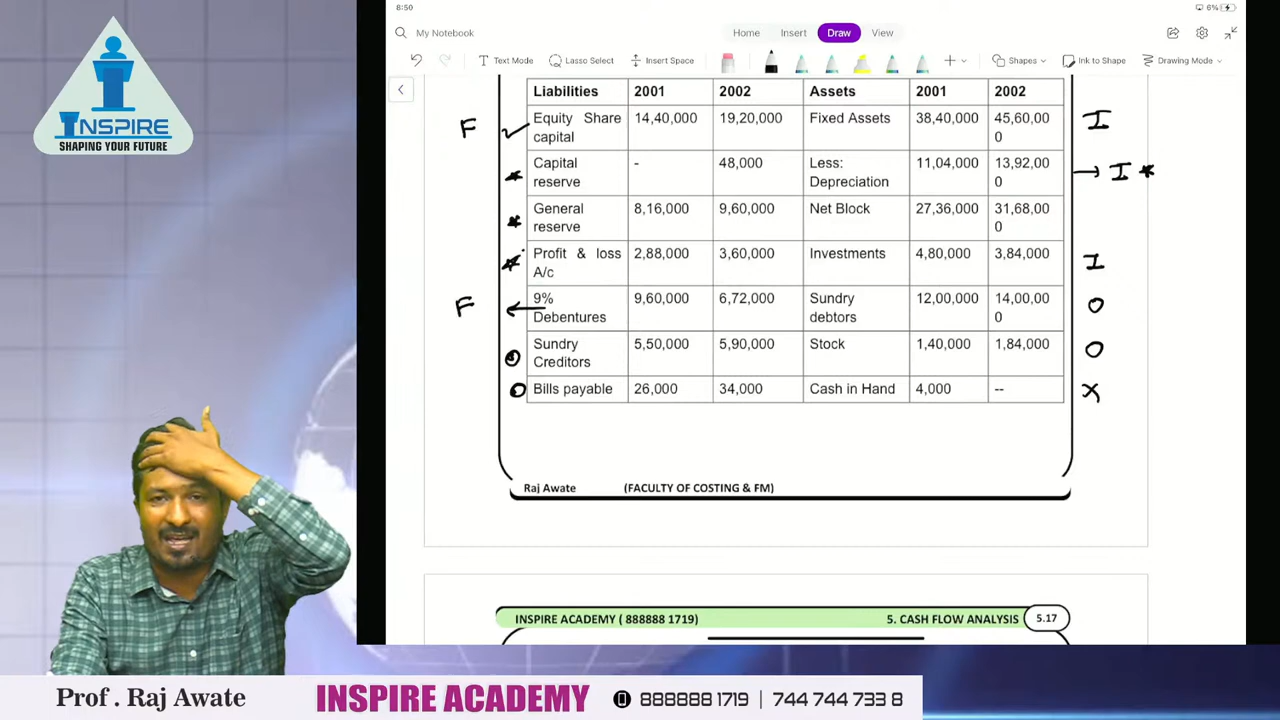 8:50
6%
My Notebook
Home Insert Draw View
Text Mode Lasso Select Insert Space Shapes Ink to Shape Drawing Mode
INSPIRE
SHAPING YOUR FUTURE
Liabilities 2001 2002 Assets 2001 2002
F Equity Share 14,40,000 19,20,000 Fixed Assets 38,40,000 45,60,00 I
capital 0
Capital - 48,000 Less: 11,04,000 13,92,00 → I *
reserve Depreciation 0
General 8,16,000 9,60,000 Net Block 27,36,000 31,68,00
reserve 0
Profit & loss 2,88,000 3,60,000 Investments 4,80,000 3,84,000 I
A/c
F 9% 9,60,000 6,72,000 Sundry 12,00,000 14,00,00 O
Debentures debtors 0
Sundry 5,50,000 5,90,000 Stock 1,40,000 1,84,000 O
Creditors
Bills payable 26,000 34,000 Cash in Hand 4,000 -- X
Raj Awate (FACULTY OF COSTING & FM)
INSPIRE ACADEMY ( 888888 1719) 5. CASH FLOW ANALYSIS 5.17
Prof . Raj Awate INSPIRE ACADEMY 888888 1719 | 744 744 733 8